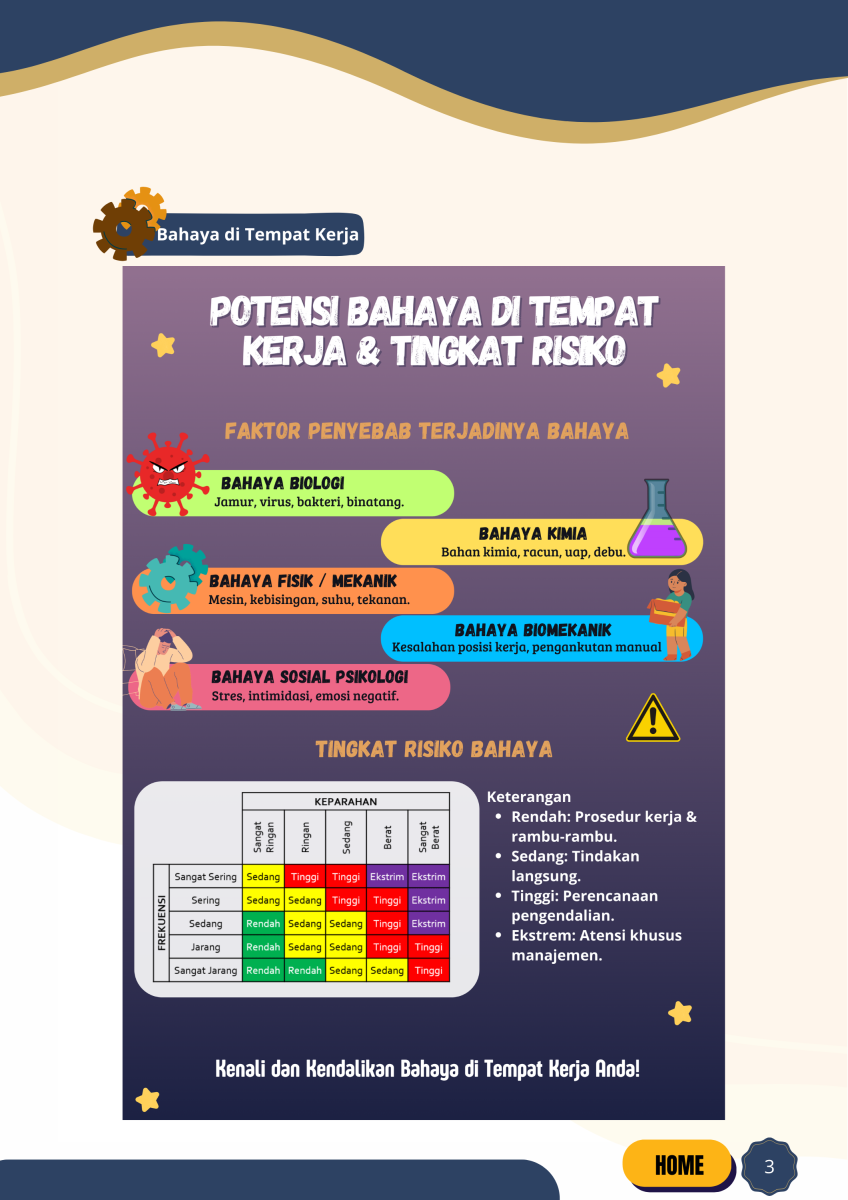 Bahaya di Tempat Kerja
POTENSI BAHAYA DI TEMPAT
KERJA & TINGKAT RISIKO
FAKTOR PENYEBAB TERJADINYA BAHAYA
BAHAYA BIOLOGI
Jamur, virus, bakteri, binatang.
BAHAYA KIMIA
Bahan kimia, racun, uap, debu.
BAHAYA FISIK / MEKANIK
Mesin, kebisingan, suhu, tekanan.
BAHAYA BIOMEKANIK
Kesalahan posisi kerja, pengankutan manual
BAHAYA SOSIAL PSIKOLOGI
Stres, intimidasi, emosi negatif.
TINGKAT RISIKO BAHAYA
KEPARAHAN
Sangat Ringan Ringan Sedang Berat Sangat Berat
FREKUENSI
Sangat Sering Sedang Tinggi Tinggi Ekstrim Ekstrim
Sering Sedang Sedang Tinggi Tinggi Ekstrim
Sedang Rendah Sedang Sedang Tinggi Ekstrim
Jarang Rendah Sedang Sedang Tinggi Tinggi
Sangat Jarang Rendah Rendah Sedang Sedang Tinggi
Keterangan
• Rendah: Prosedur kerja &
rambu-rambu.
• Sedang: Tindakan
langsung.
• Tinggi: Perencanaan
pengendalian.
• Ekstrem: Atensi khusus
manajemen.
Kenali dan Kendalikan Bahaya di Tempat Kerja Anda!
HOME
3